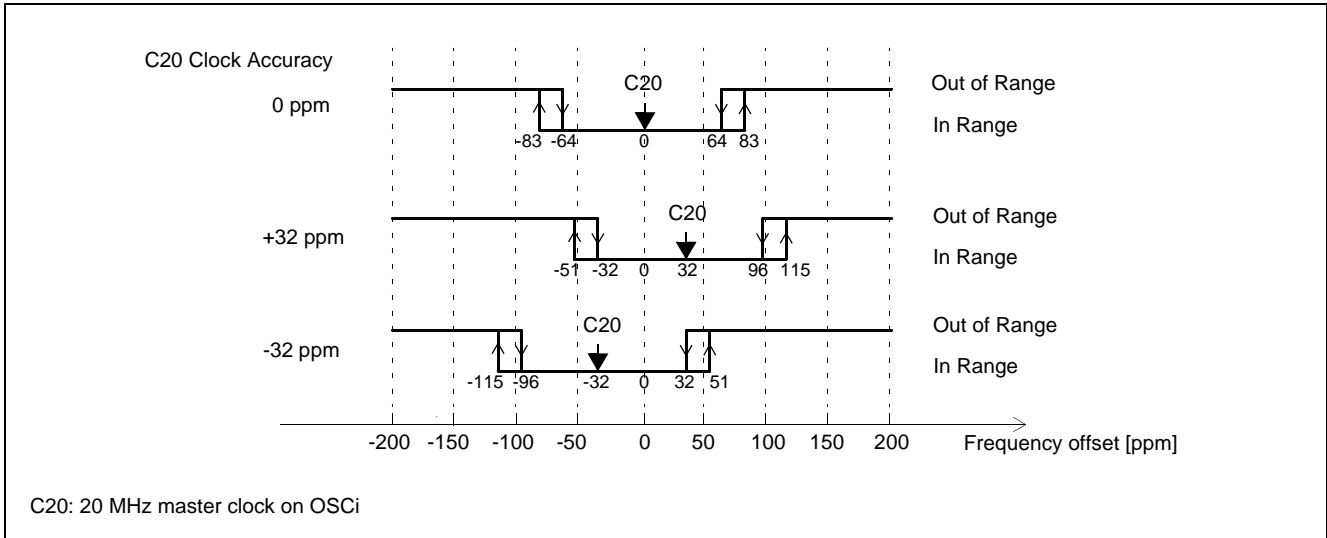 C20 Clock Accuracy
0 ppm
C20
Out of Range
In Range
-83 -64 0 64 83
+32 ppm
C20
Out of Range
In Range
-51 -32 0 32 96 115
-32 ppm
C20
Out of Range
In Range
-115 -96 -32 0 32 51
-200 -150 -100 -50 0 50 100 150 200 Frequency offset [ppm]
C20: 20 MHz master clock on OSCi